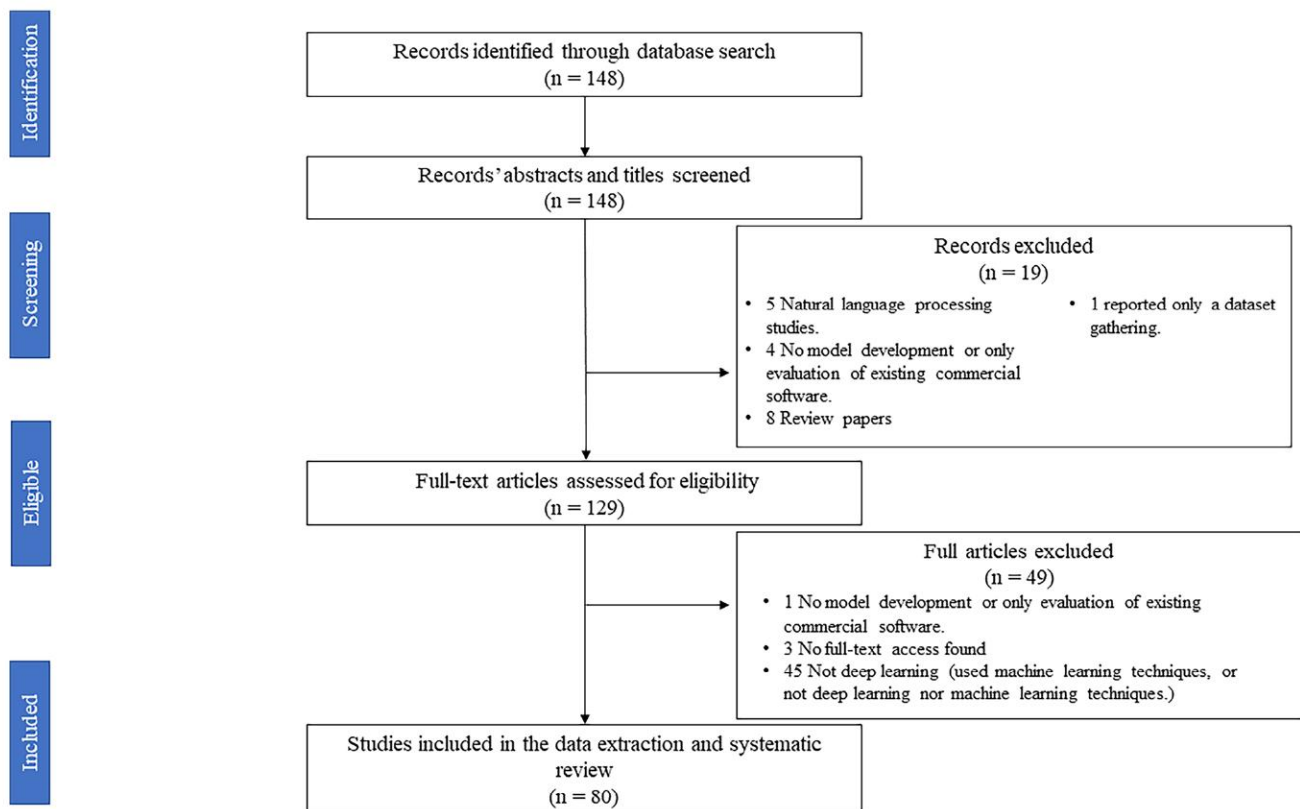 Identification
Records identified through database search
(n = 148)
Records’ abstracts and titles screened
(n = 148)
Screening
Records excluded
(n = 19)
• 5 Natural language processing
studies.
• 4 No model development or only
evaluation of existing commercial
software.
• 8 Review papers
• 1 reported only a dataset
gathering.
Eligible
Full-text articles assessed for eligibility
(n = 129)
Full articles excluded
(n = 49)
• 1 No model development or only evaluation of existing
commercial software.
• 3 No full-text access found
• 45 Not deep learning (used machine learning techniques, or
not deep learning nor machine learning techniques.)
Included
Studies included in the data extraction and systematic
review
(n = 80)